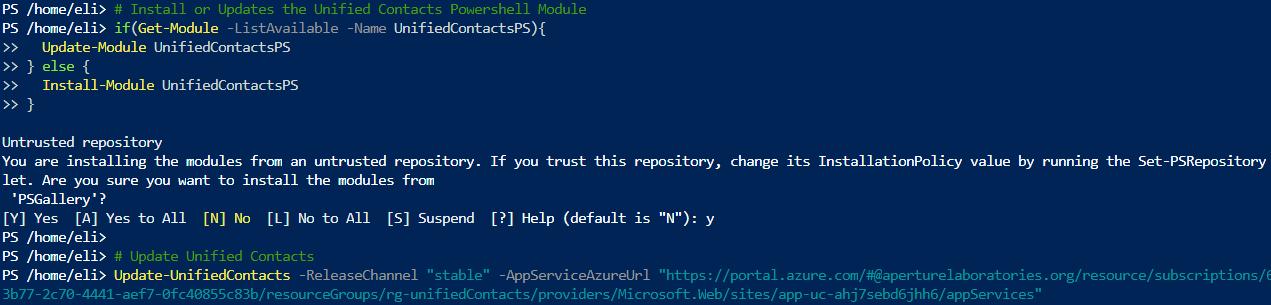 PS /home/eli> # Install or Updates the Unified Contacts Powershell Module
PS /home/eli> if(Get-Module -ListAvailable -Name UnifiedContactsPS){
>>   Update-Module UnifiedContactsPS
>> } else {
>>   Install-Module UnifiedContactsPS
>> }

Untrusted repository
You are installing the modules from an untrusted repository. If you trust this repository, change its InstallationPolicy value by running the Set-PSRepository
let. Are you sure you want to install the modules from
 'PSGallery'?
[Y] Yes  [A] Yes to All  [N] No  [L] No to All  [S] Suspend  [?] Help (default is "N"): y
PS /home/eli>
PS /home/eli> # Update Unified Contacts
PS /home/eli> Update-UnifiedContacts -ReleaseChannel "stable" -AppServiceAzureUrl "https://portal.azure.com/#@aperturelaboratories.org/resource/subscriptions/6
3b77-2c70-4441-aef7-0fc40855c83b/resourceGroups/rg-unifiedContacts/providers/Microsoft.Web/sites/app-uc-ahj7sebd6jhh6/appServices"